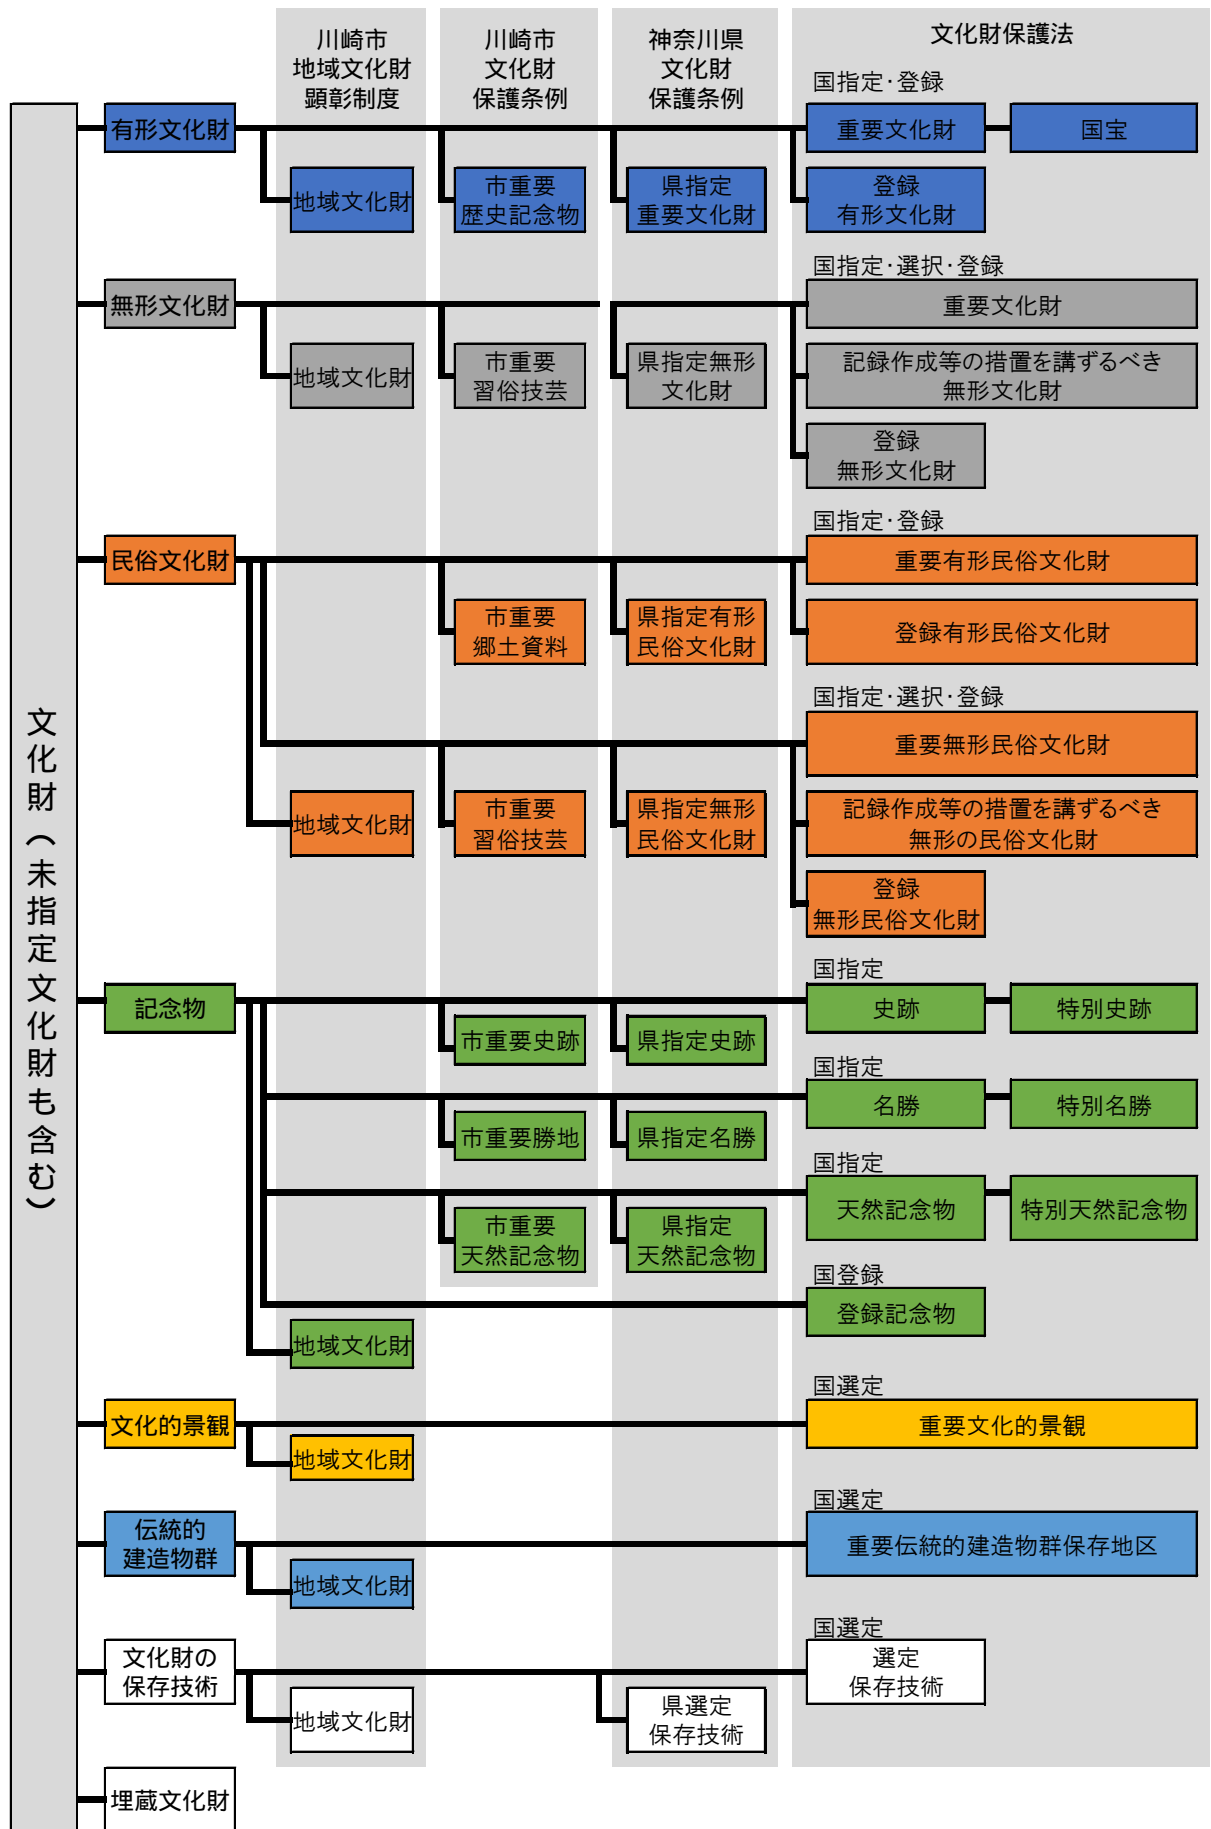 川崎市
地域文化財
顕彰制度
川崎市
文化財
保護条例
神奈川県
文化財
保護条例
文化財保護法
文化財（未指定文化財も含む）
国指定・登録
有形文化財
重要文化財
国宝
地域文化財
市重要
歴史記念物
県指定
重要文化財
登録
有形文化財
国指定・選択・登録
無形文化財
重要文化財
地域文化財
市重要
習俗技芸
県指定無形
文化財
記録作成等の措置を講ずるべき
無形文化財
登録
無形文化財
国指定・登録
民俗文化財
重要有形民俗文化財
市重要
郷土資料
県指定有形
民俗文化財
登録有形民俗文化財
国指定・選択・登録
重要無形民俗文化財
地域文化財
市重要
習俗技芸
県指定無形
民俗文化財
記録作成等の措置を講ずるべき
無形の民俗文化財
登録
無形民俗文化財
国指定
記念物
史跡
特別史跡
市重要史跡
県指定史跡
国指定
名勝
特別名勝
市重要勝地
県指定名勝
国指定
天然記念物
特別天然記念物
市重要
天然記念物
県指定
天然記念物
国登録
登録記念物
地域文化財
国選定
文化的景観
重要文化的景観
地域文化財
国選定
伝統的
建造物群
重要伝統的建造物群保存地区
地域文化財
国選定
文化財の
保存技術
選定
保存技術
地域文化財
県選定
保存技術
埋蔵文化財